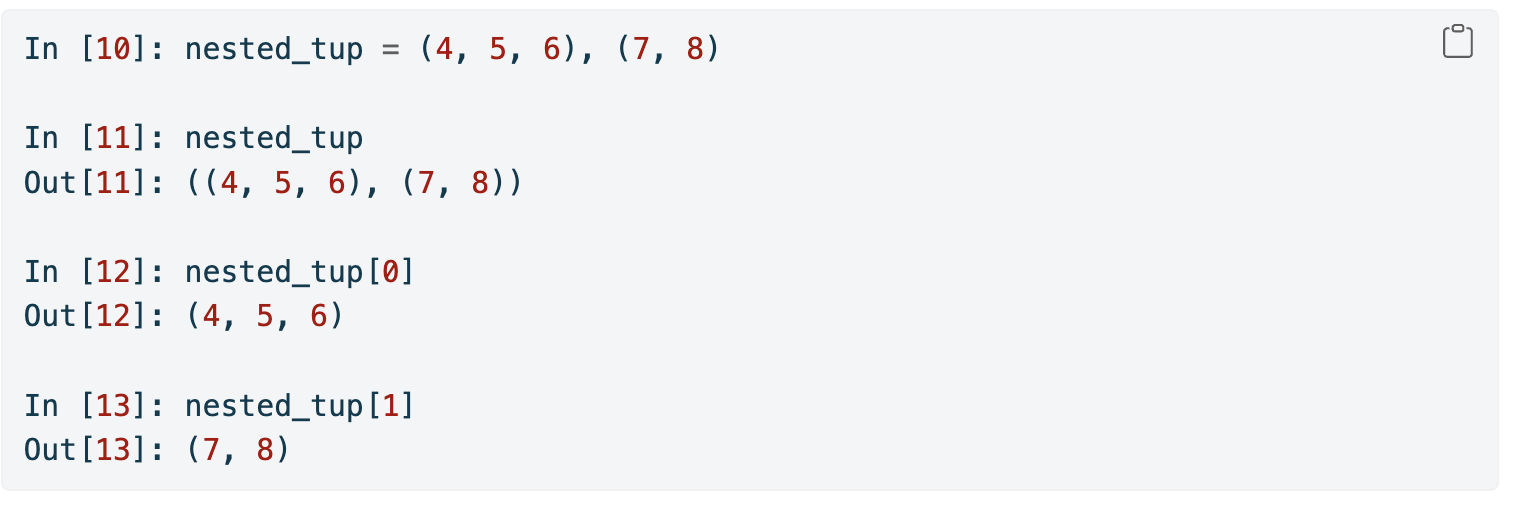 In [10]: nested_tup = (4, 5, 6), (7, 8)
In [11]: nested_tup
Out[11]: ((4, 5, 6), (7, 8))
In [12]: nested_tup[0]
Out[12]: (4, 5, 6)
In [13]: nested_tup[1]
Out[13]: (7, 8)